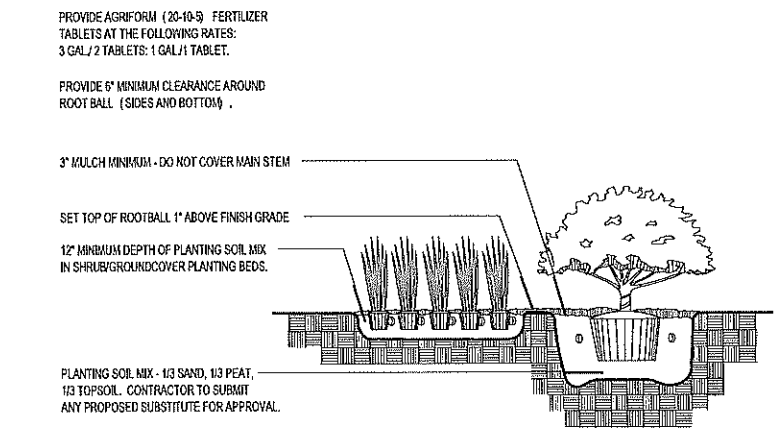 PROVIDE AGRIFORM (20-10-5) FERTILIZER
TABLETS AT THE FOLLOWING RATES:
3 GAL./ 2 TABLETS: 1 GAL./1 TABLET.
PROVIDE 6" MINIMUM CLEARANCE AROUND
ROOT BALL (SIDES AND BOTTOM) .
3" MULCH MINIMUM - DO NOT COVER MAIN STEM
SET TOP OF ROOTBALL 1" ABOVE FINISH GRADE
12" MINIMUM DEPTH OF PLANTING SOIL MIX
IN SHRUB/GROUNDCOVER PLANTING BEDS.
PLANTING SOIL MIX - 1/3 SAND, 1/3 PEAT,
1/3 TOPSOIL. CONTRACTOR TO SUBMIT
ANY PROPOSED SUBSTITUTE FOR APPROVAL.